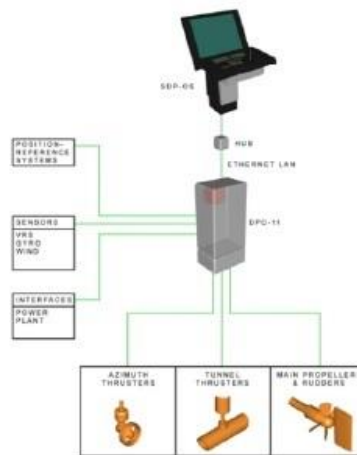 SDP-OS
HUB
ETHERNET LAN
POSITION-
REFERENCE
SYSTEMS
DPC-11
SENSORS
VRS
GYRO
WIND
INTERFACES
POWER
PLANT
AZIMUTH
THRUSTERS
TUNNEL
THRUSTERS
MAIN PROPELLER
& RUDDERS